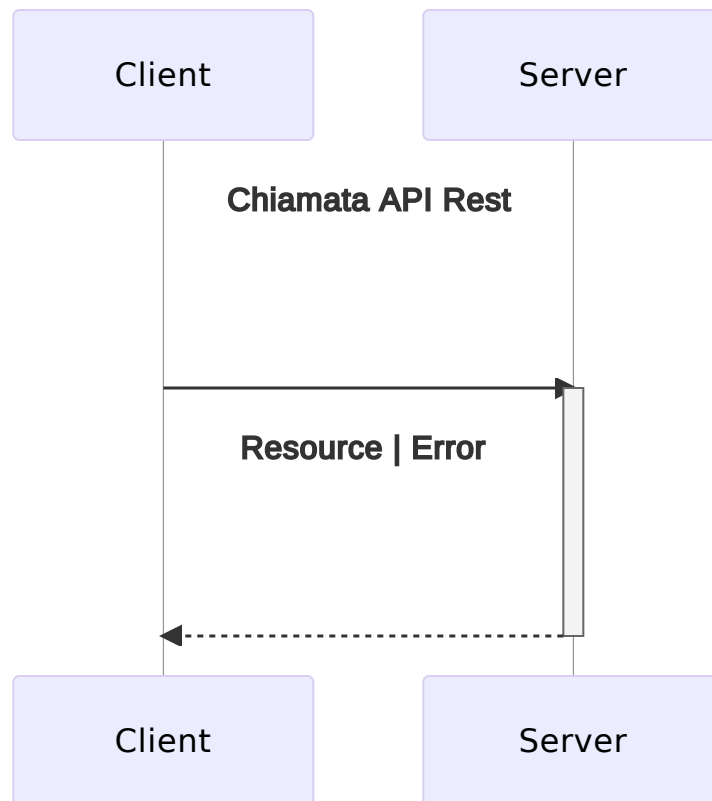 Client
Server
Chiamata API Rest
Resource | Error
Client
Server